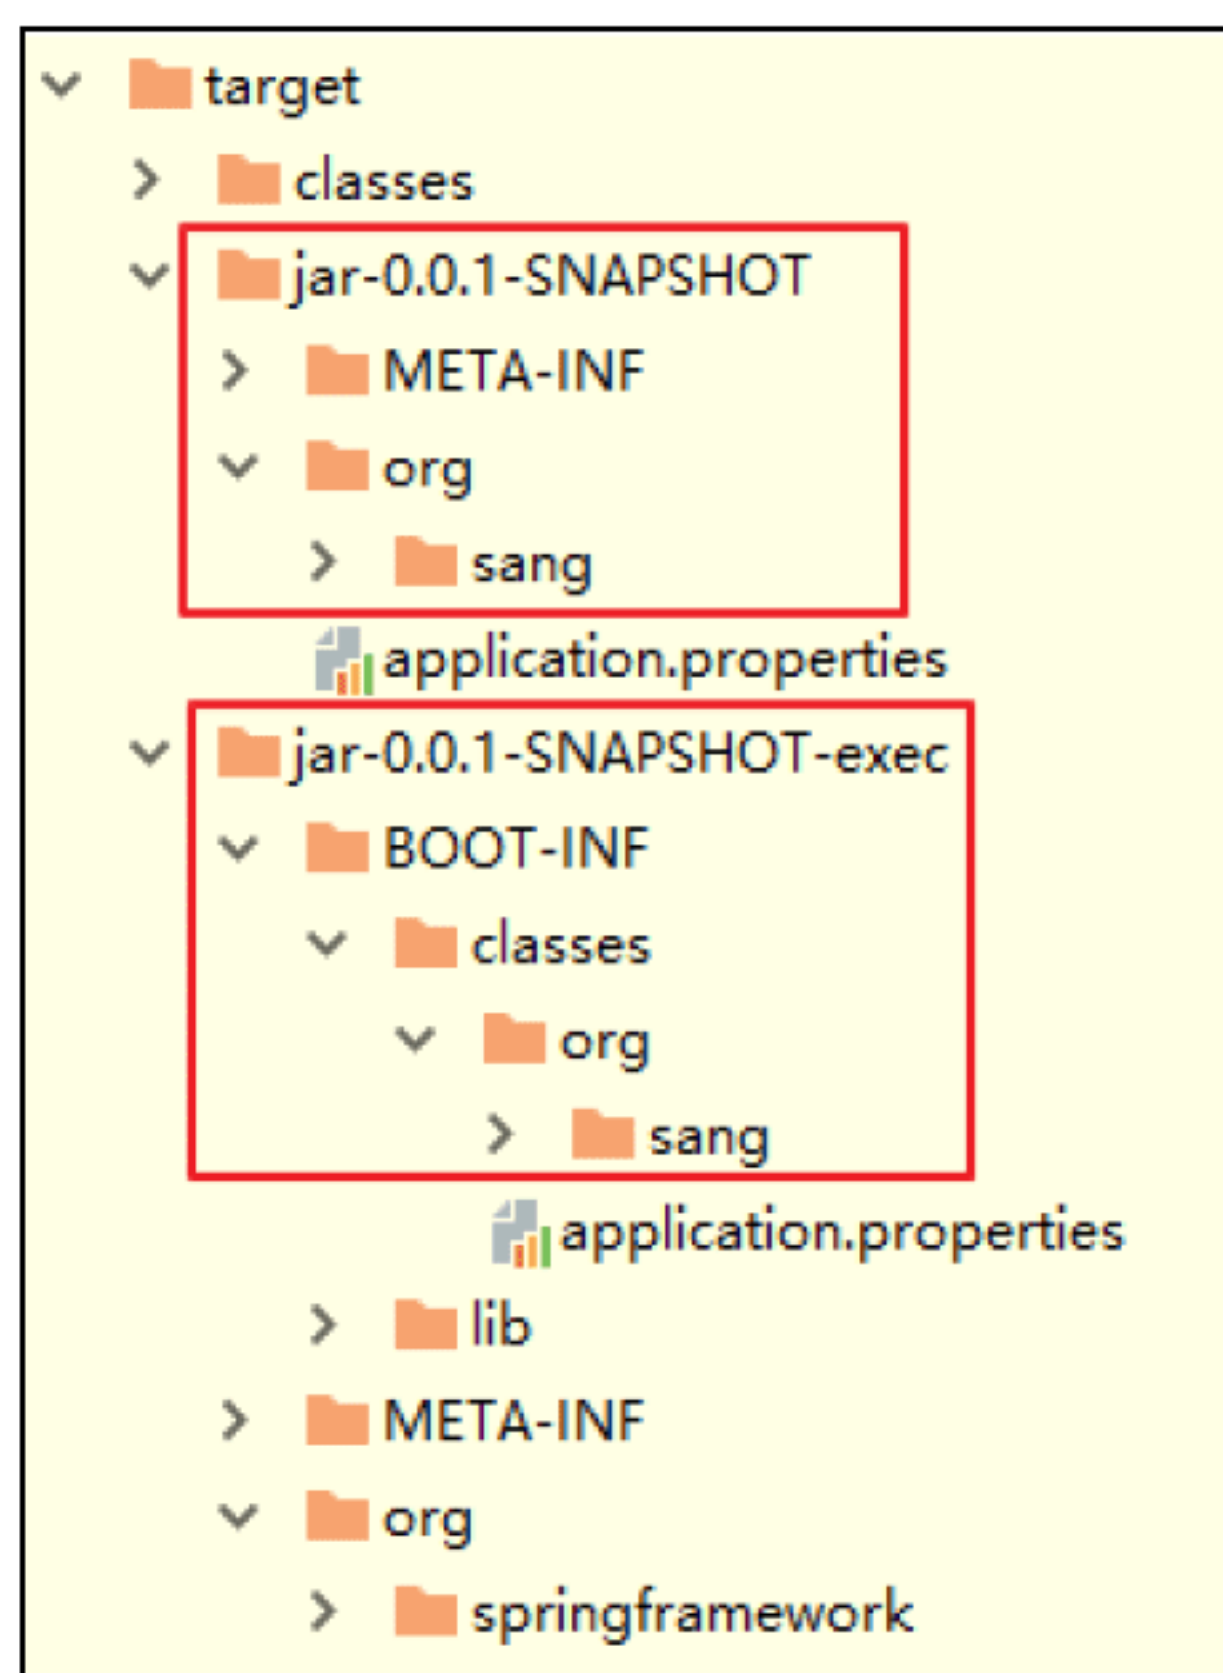 target
classes
jar-0.0.1-SNAPSHOT
META-INF
org
sang
application.properties
jar-0.0.1-SNAPSHOT-exec
BOOT-INF
classes
org
sang
application.properties
lib
META-INF
org
springframework